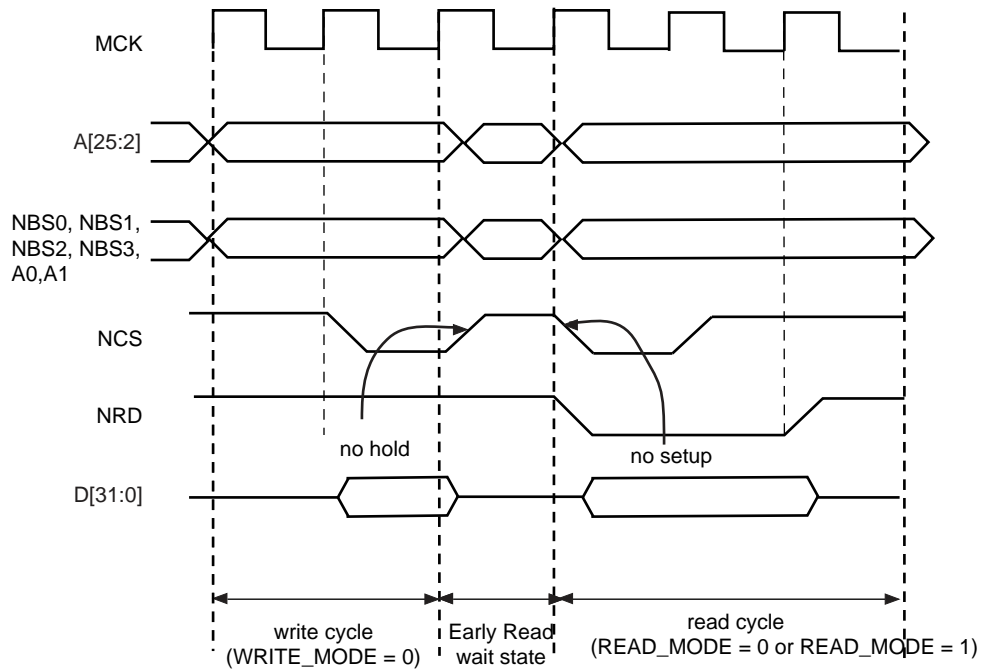 MCK
A[25:2]
NBS0, NBS1,
NBS2, NBS3,
A0,A1
NCS
NRD
no hold
no setup
D[31:0]
write cycle
(WRITE_MODE = 0)
Early Read
wait state
read cycle
(READ_MODE = 0 or READ_MODE = 1)